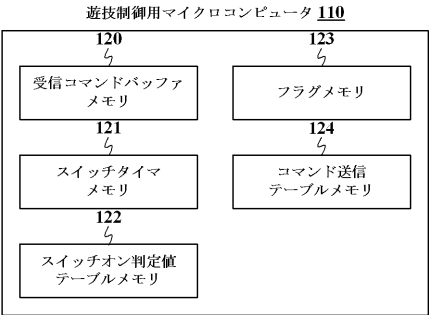 遊技制御用マイクロコンピュータ 110
120
受信コマンドバッファ
メモリ
121
スイッチタイマ
メモリ
122
スイッチオン判定値
テーブルメモリ
123
フラグメモリ
124
コマンド送信
テーブルメモリ